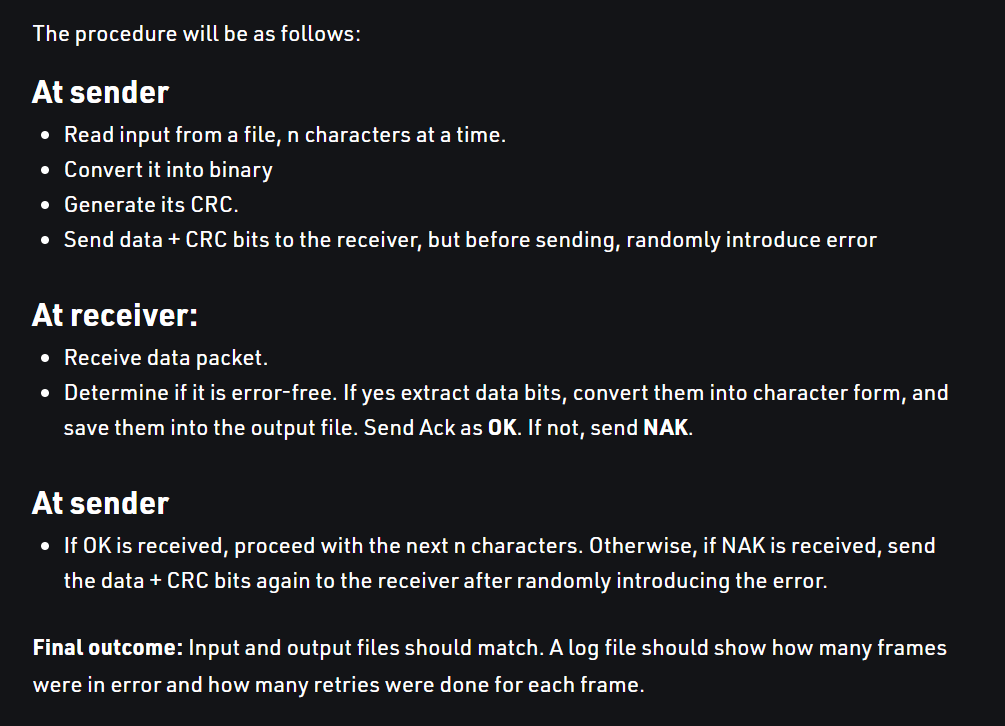 The procedure will be as follows:
At sender
• Read input from a file, n characters at a time.
• Convert it into binary
• Generate its CRC.
• Send data + CRC bits to the receiver, but before sending, randomly introduce error
At receiver:
• Receive data packet.
• Determine if it is error-free. If yes extract data bits, convert them into character form, and
save them into the output file. Send Ack as OK. If not, send NAK.
At sender
• If OK is received, proceed with the next n characters. Otherwise, if NAK is received, send
the data + CRC bits again to the receiver after randomly introducing the error.
Final outcome: Input and output files should match. A log file should show how many frames
were in error and how many retries were done for each frame.